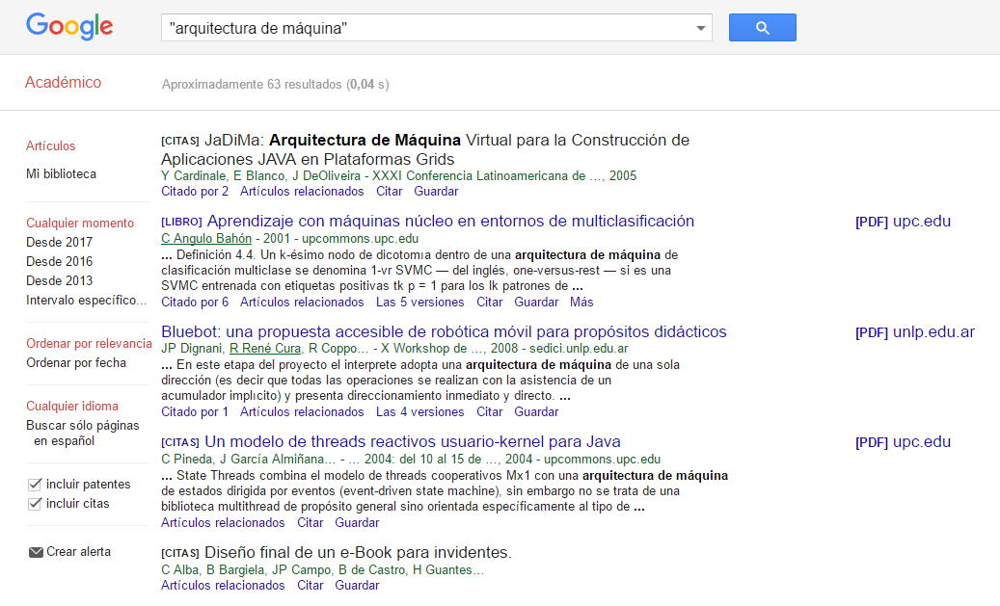 Google
"arquitectura de máquina"
Académico
Aproximadamente 63 resultados (0,04 s)
Artículos
Mi biblioteca
Cualquier momento
Desde 2017
Desde 2016
Desde 2013
Intervalo específico...
Ordenar por relevancia
Ordenar por fecha
Cualquier idioma
Buscar sólo páginas
en español
incluir patentes
incluir citas
Crear alerta
[CITAS] JaDiMa: Arquitectura de Máquina Virtual para la Construcción de
Aplicaciones JAVA en Plataformas Grids
Y Cardinale, E Blanco, J DeOliveira - XXXI Conferencia Latinoamericana de …, 2005
Citado por 2 Artículos relacionados Citar Guardar
[LIBRO] Aprendizaje con máquinas núcleo en entornos de multiclasificación
[PDF] upc.edu
C Angulo Bahón - 2001 - upcommons.upc.edu
... Definición 4.4. Un k-ésimo nodo de dicotomıa dentro de una arquitectura de máquina de
clasificación multiclase se denomina 1-vr SVMC — del inglés, one-versus-rest — si es una
SVMC entrenada con etiquetas positivas tk p = 1 para los lk patrones de ...
Citado por 6 Artículos relacionados Las 5 versiones Citar Guardar Más
Bluebot: una propuesta accesible de robótica móvil para propósitos didácticos
[PDF] unlp.edu.ar
JP Dignani, R René Cura, R Coppo… - X Workshop de …, 2008 - sedici.unlp.edu.ar
... En este etapa del proyecto el interprete adopta una arquitectura de máquina de una sola
dirección (es decir que todas las operaciones se realizan con la asistencia de un
acumulador implıcito) y presenta direccionamiento inmediato y directo. ...
Citado por 1 Artículos relacionados Las 4 versiones Citar Guardar
[CITAS] Un modelo de threads reactivos usuario-kernel para Java
[PDF] upc.edu
C Pineda, J García Almiñana… - … 2004: del 10 al 15 de …, 2004 - upcommons.upc.edu
... State Threads combina el modelo de threads cooperativos Mx1 con una arquitectura de máquina
de estados dirigida por eventos (event-driven state machine), sin embargo no se trata de una
biblioteca multithread de propósito general sino orientada específicamente al tipo de ...
Artículos relacionados Citar Guardar
[CITAS] Diseño final de un e-Book para invidentes.
C Alba, B Bargiela, JP Campo, B de Castro, H Guantes…
Artículos relacionados Citar Guardar